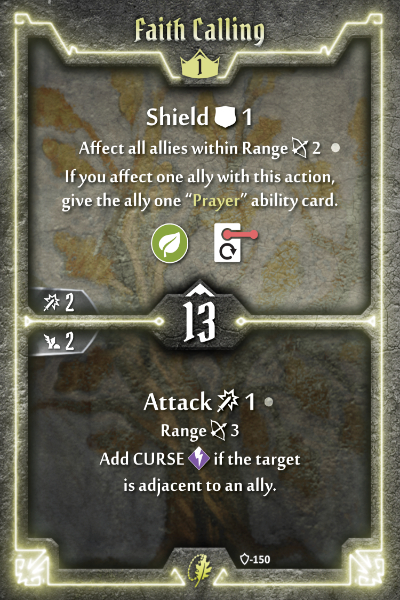 Faith Calling
1
Shield 1
Affect all allies within Range 2
If you affect one ally with this action,
give the ally one “Prayer” ability card.
2
13
2
Attack 1
Range 3
Add CURSE if the target
is adjacent to an ally.
-150